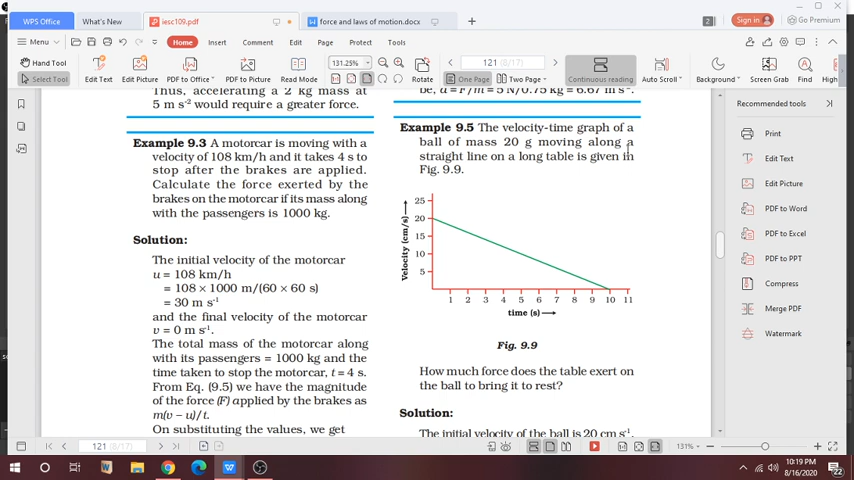 WPS Office
What's New
iesc109.pdf
force and laws of motion.docx
+
2
Sign in
Go Premium
Menu
Home
Insert
Comment
Edit
Page
Protect
Tools
Hand Tool
Select Tool
Edit Text
Edit Picture
PDF to Office
PDF to Picture
Read Mode
131.25%
Rotate
121 (8/17)
One Page
Two Page
Continuous reading
Auto Scroll
Background
Screen Grab
Find
High
Thus, accelerating a 2 kg mass at
5 m s-2 would require a greater force.
Example 9.3 A motorcar is moving with a
velocity of 108 km/h and it takes 4 s to
stop after the brakes are applied.
Calculate the force exerted by the
brakes on the motorcar if its mass along
with the passengers is 1000 kg.
Solution:
The initial velocity of the motorcar
u = 108 km/h
= 108 × 1000 m/(60 × 60 s)
= 30 m s-1
and the final velocity of the motorcar
v = 0 m s-1.
The total mass of the motorcar along
with its passengers = 1000 kg and the
time taken to stop the motorcar, t = 4 s.
From Eq. (9.5) we have the magnitude
of the force (F) applied by the brakes as
m(v – u)/t.
On substituting the values, we get
be, a = F/m = 5 N/0.75 kg = 6.67 m s-2.
Example 9.5 The velocity-time graph of a
ball of mass 20 g moving along a
straight line on a long table is given in
Fig. 9.9.
Velocity (cm/s)
25
20
15
10
5
1 2 3 4 5 6 7 8 9 10 11
time (s)
Fig. 9.9
How much force does the table exert on
the ball to bring it to rest?
Solution:
The initial velocity of the ball is 20 cm s-1.
Recommended tools
Print
Edit Text
Edit Picture
PDF to Word
PDF to Excel
PDF to PPT
Compress
Merge PDF
Watermark
121 (8/17)
131%
10:19 PM
8/16/2020